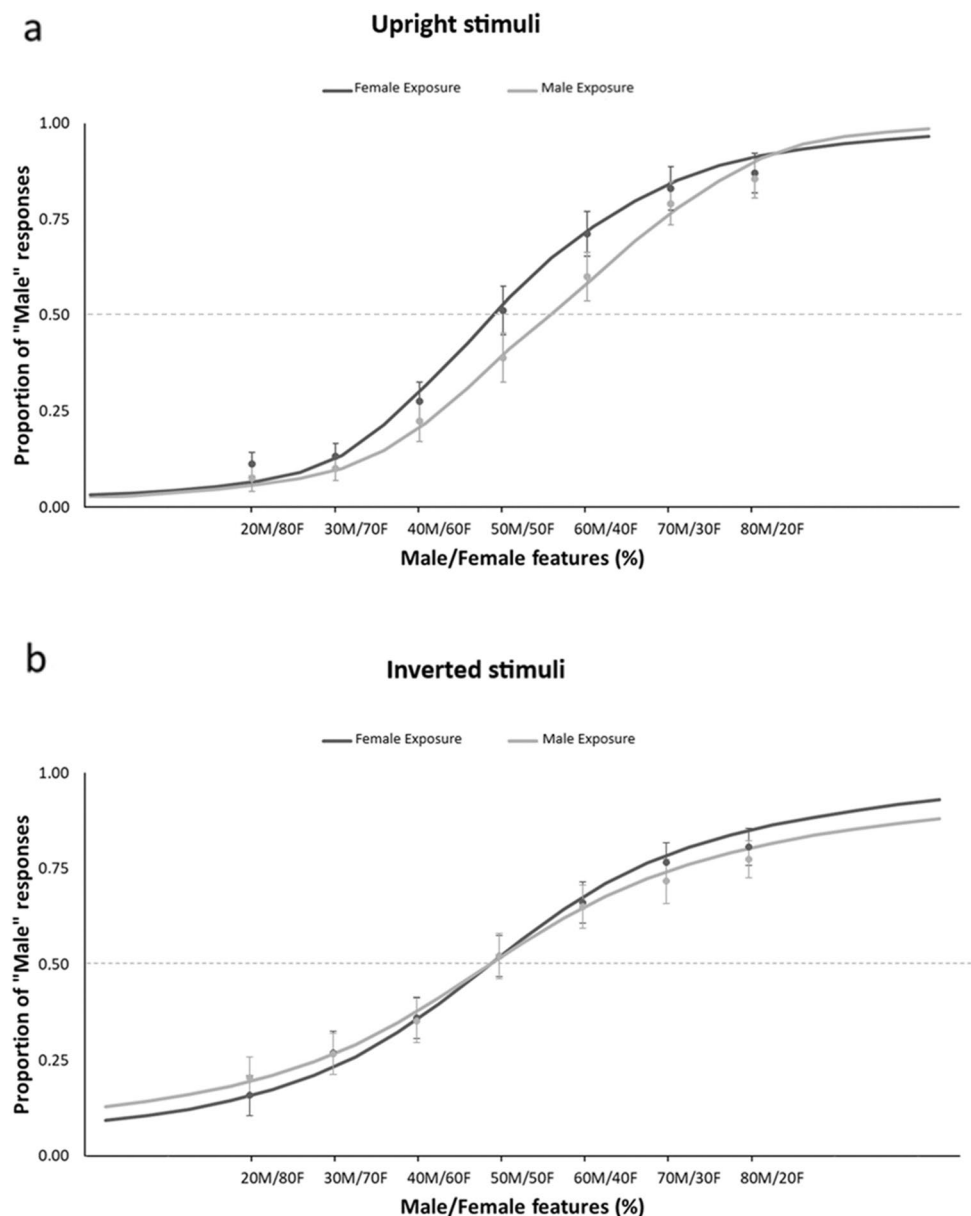 a
Upright stimuli
Female Exposure Male Exposure
1.00
0.75
0.50
0.25
0.00
Proportion of "Male" responses
20M/80F 30M/70F 40M/60F 50M/50F 60M/40F 70M/30F 80M/20F
Male/Female features (%)
b
Inverted stimuli
Female Exposure Male Exposure
1.00
0.75
0.50
0.25
0.00
Proportion of "Male" responses
20M/80F 30M/70F 40M/60F 50M/50F 60M/40F 70M/30F 80M/20F
Male/Female features (%)